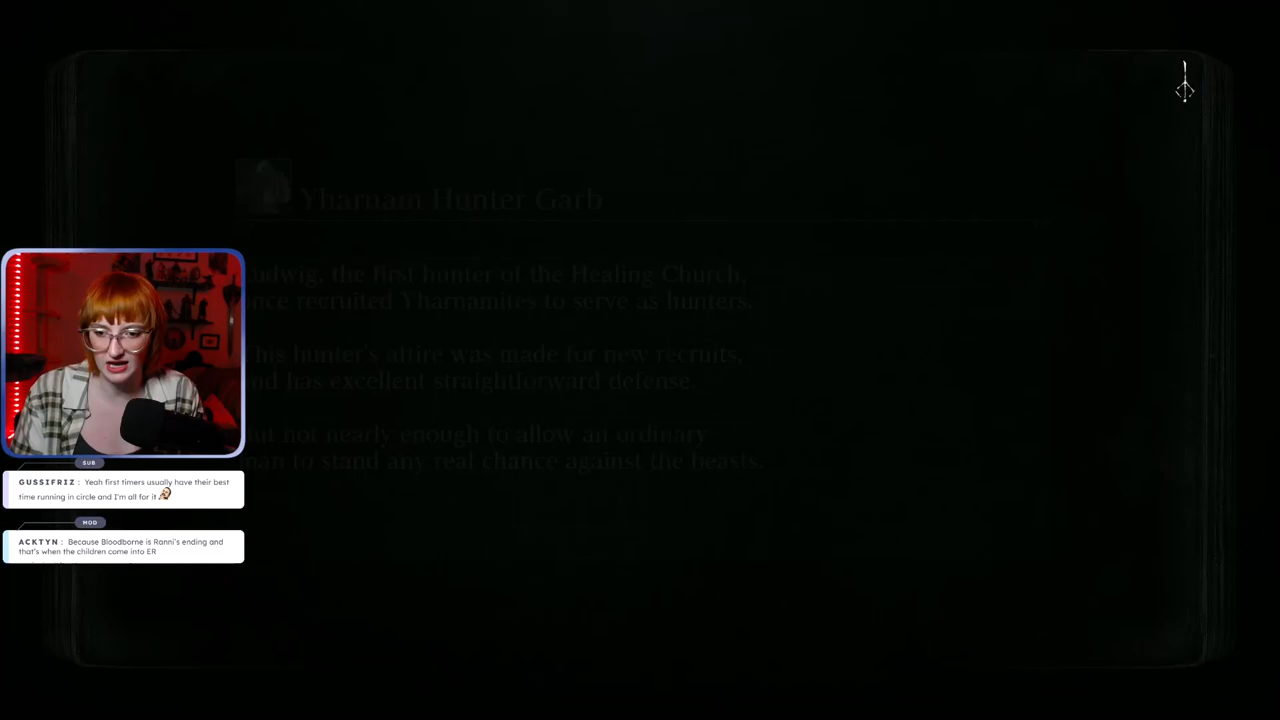 Yharnam Hunter Garb
udwig, the first hunter of the Healing Church,
nce recruited Yharnamites to serve as hunters.
his hunter's attire was made for new recruits,
nd has excellent straightforward defense.
ut not nearly enough to allow an ordinary
man to stand any real chance against the beasts.
SUB
GUSSIFRIZ : Yeah first timers usually have their best
time running in circle and I'm all for it
MOD
ACKTYN : Because Bloodborne is Ranni's ending and
that's when the children come into ER